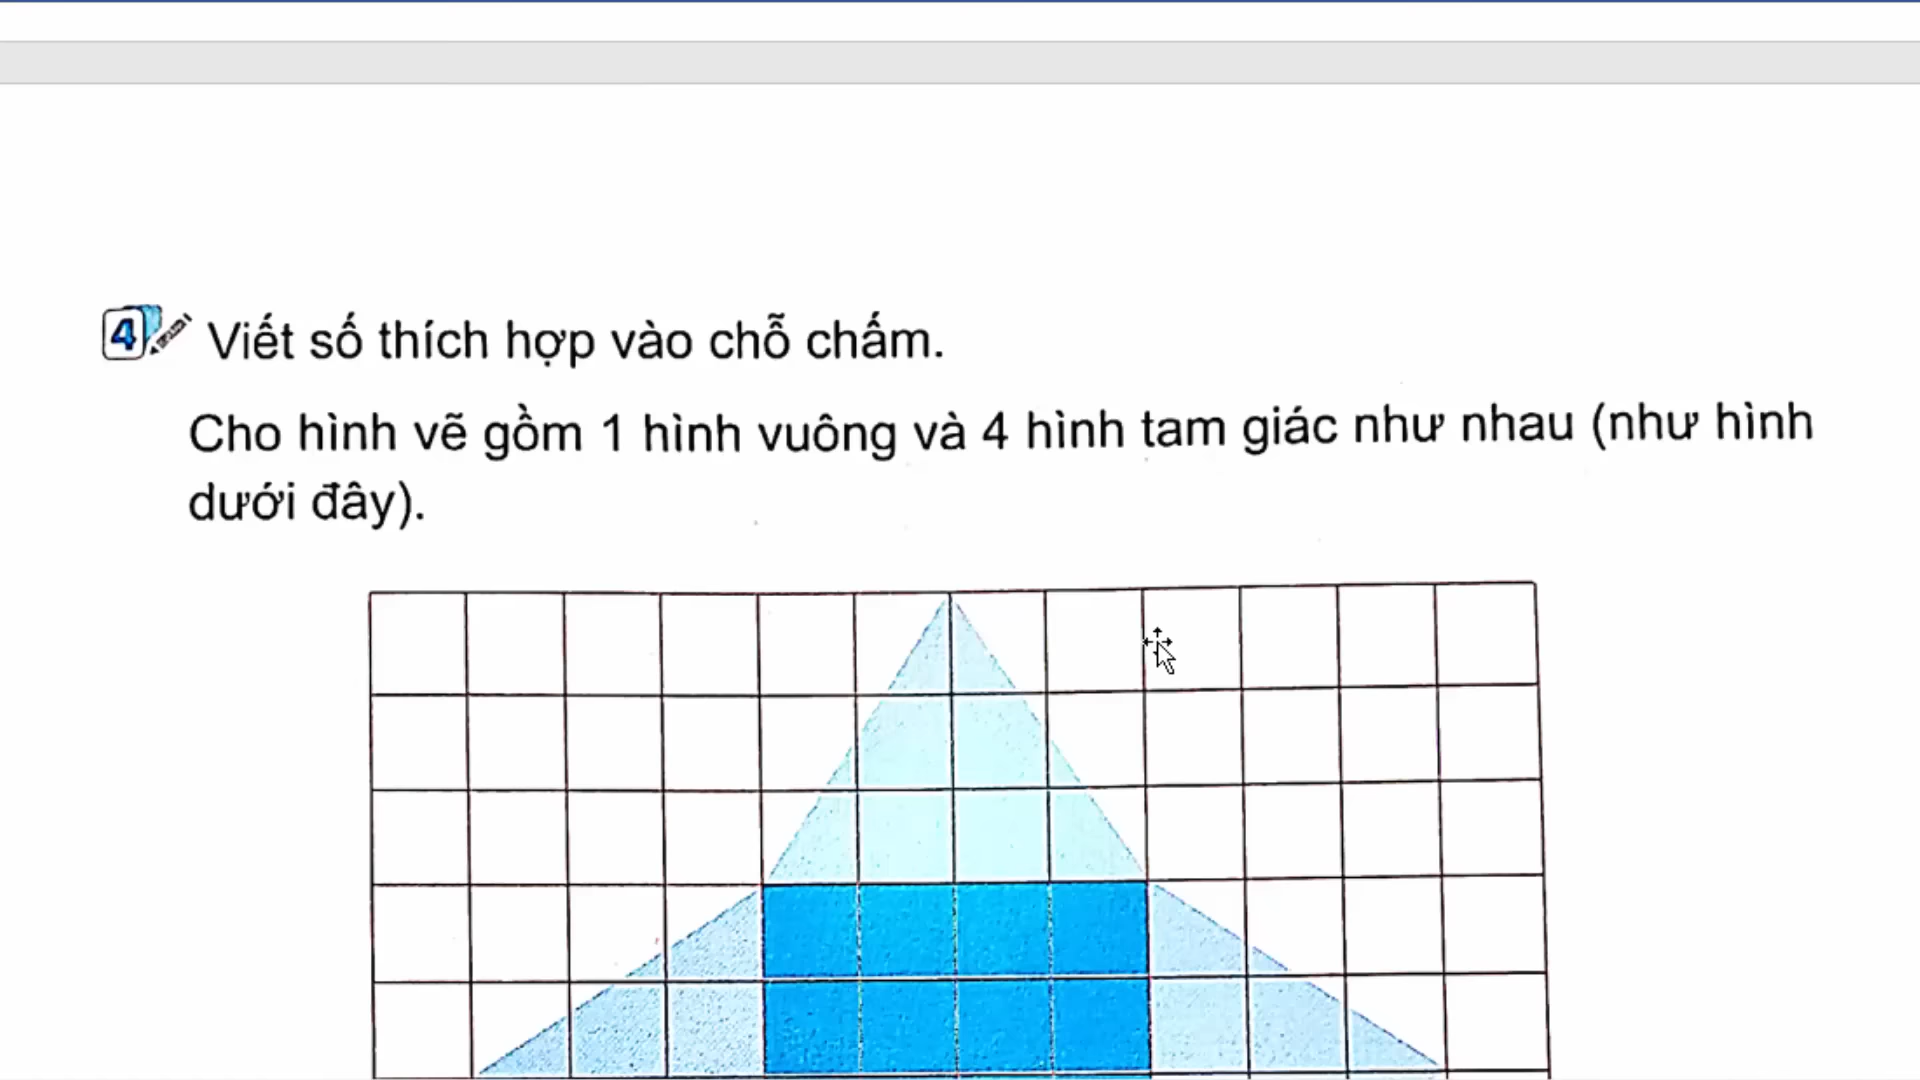 4 Viết số thích hợp vào chỗ chấm.
Cho hình vẽ gồm 1 hình vuông và 4 hình tam giác như nhau (như hình
dưới đây).